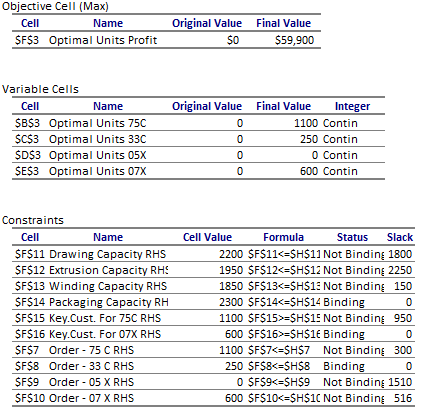 Objective Cell (Max)
Cell Name Original Value Final Value
$F$3 Optimal Units Profit $0 $59,900
Variable Cells
Cell Name Original Value Final Value Integer
$B$3 Optimal Units 75C 0 1100 Contin
$C$3 Optimal Units 33C 0 250 Contin
$D$3 Optimal Units 05X 0 0 Contin
$E$3 Optimal Units 07X 0 600 Contin
Constraints
Cell Name Cell Value Formula Status Slack
$F$11 Drawing Capacity RHS 2200 $F$11<=$H$11 Not Binding 1800
$F$12 Extrusion Capacity RHS 1950 $F$12<=$H$12 Not Binding 2250
$F$13 Winding Capacity RHS 1850 $F$13<=$H$13 Not Binding 150
$F$14 Packaging Capacity RH 2300 $F$14<=$H$14 Binding 0
$F$15 Key.Cust. For 75C RHS 1100 $F$15>=$H$15 Not Binding 950
$F$16 Key.Cust. For 07X RHS 600 $F$16>=$H$16 Binding 0
$F$7 Order - 75 C RHS 1100 $F$7<=$H$7 Not Binding 300
$F$8 Order - 33 C RHS 250 $F$8<=$H$8 Binding 0
$F$9 Order - 05 X RHS 0 $F$9<=$H$9 Not Binding 1510
$F$10 Order - 07 X RHS 600 $F$10<=$H$10 Not Binding 516